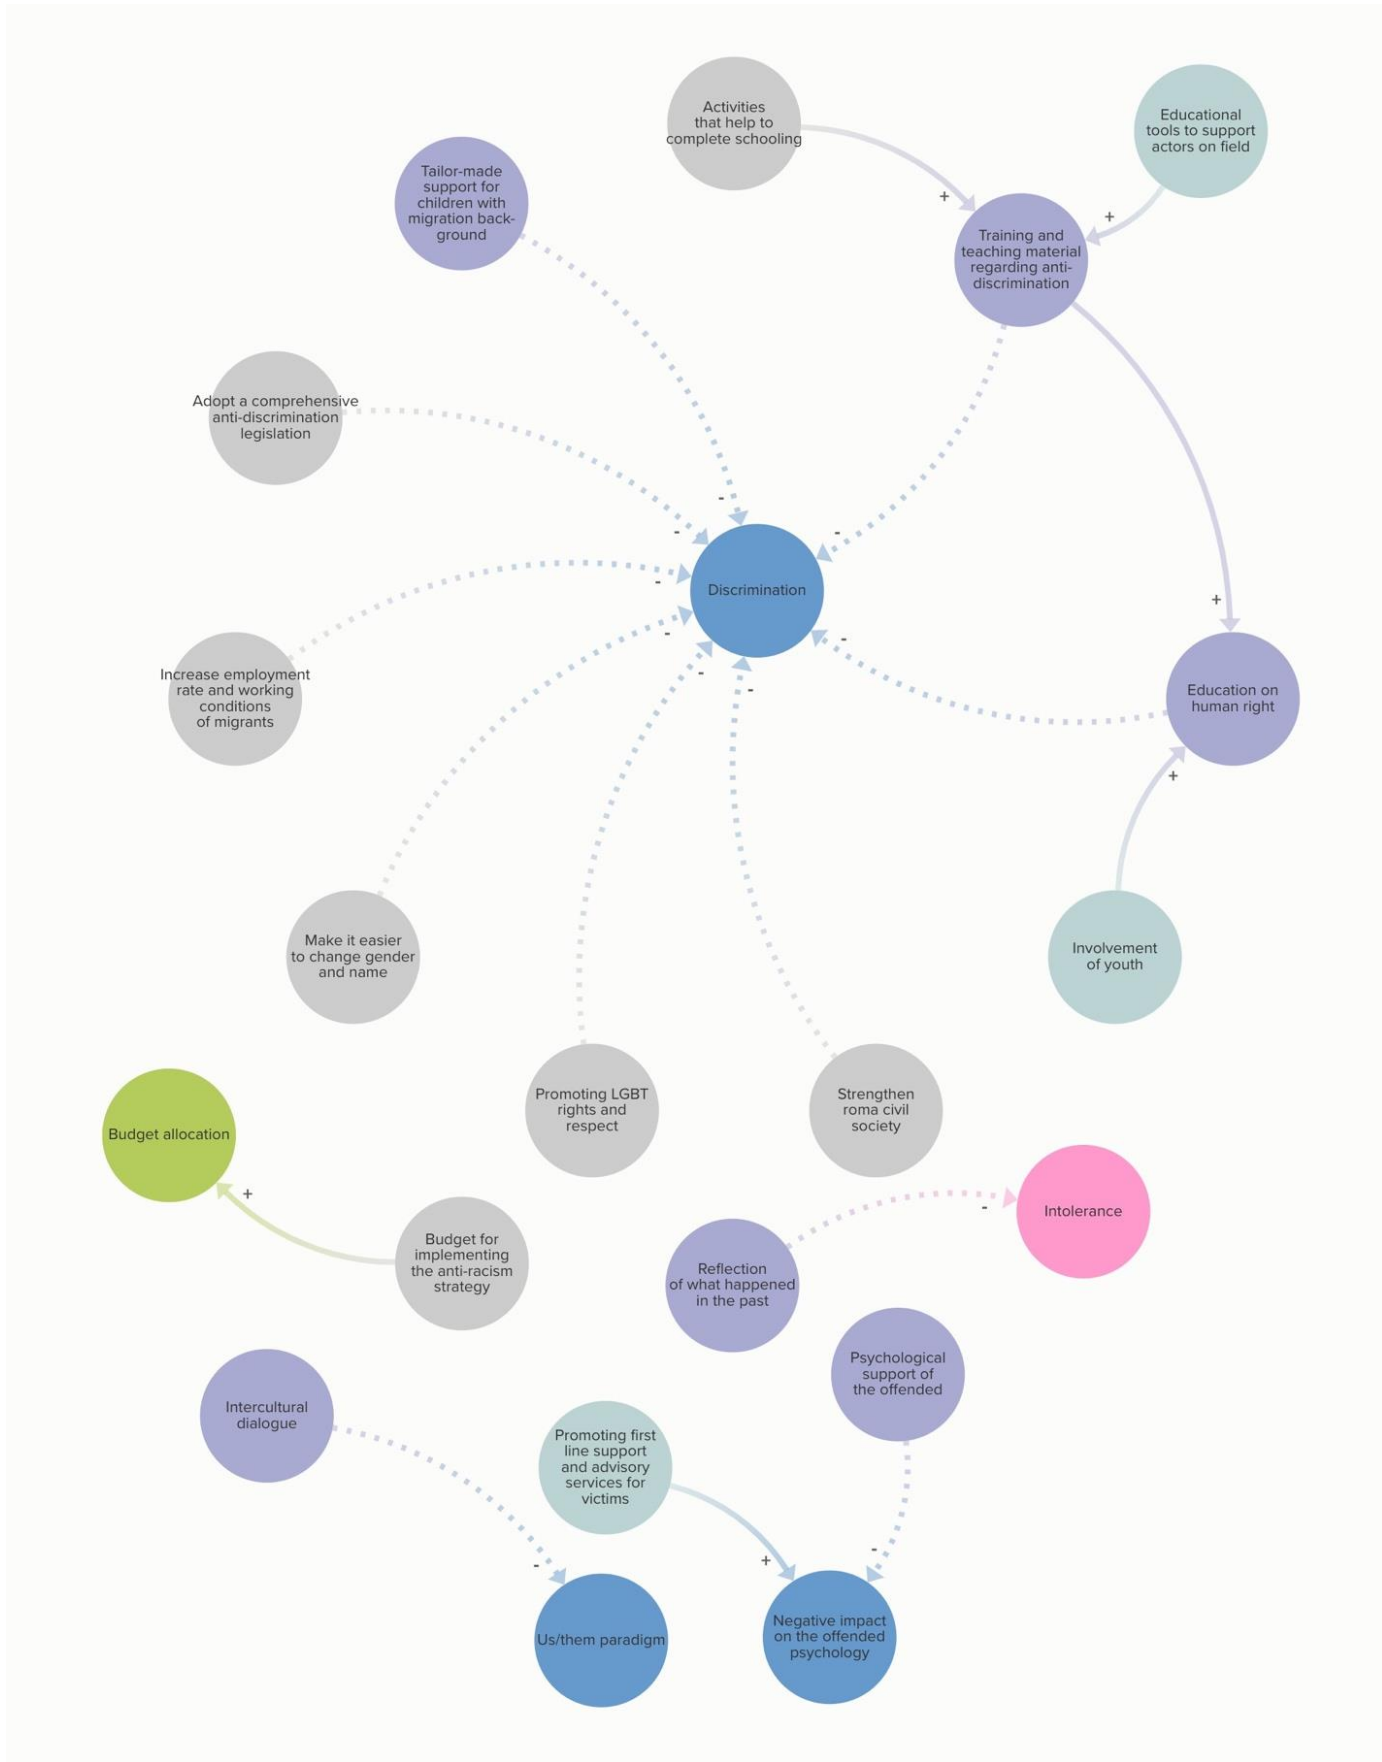 Activities
that help to
complete schooling
Educational
tools to support
actors on field
Tailor-made
support for
children with
migration back-
ground
+
+
Training and
teaching material
regarding anti-
discrimination
Adopt a comprehensive
anti-discrimination
legislation
-
-
-
-
Discrimination
+
-
-
-
-
Increase employment
rate and working
conditions
of migrants
Education on
human right
+
Make it easier
to change gender
and name
Involvement
of youth
Promoting LGBT
rights and
respect
Strengthen
roma civil
society
Budget allocation
+
-
Intolerance
Budget for
implementing
the anti-racism
strategy
Reflection
of what happened
in the past
Psychological
support of
the offended
Intercultural
dialogue
Promoting first
line support
and advisory
services for
victims
-
+
-
Us/them paradigm
Negative impact
on the offended
psychology